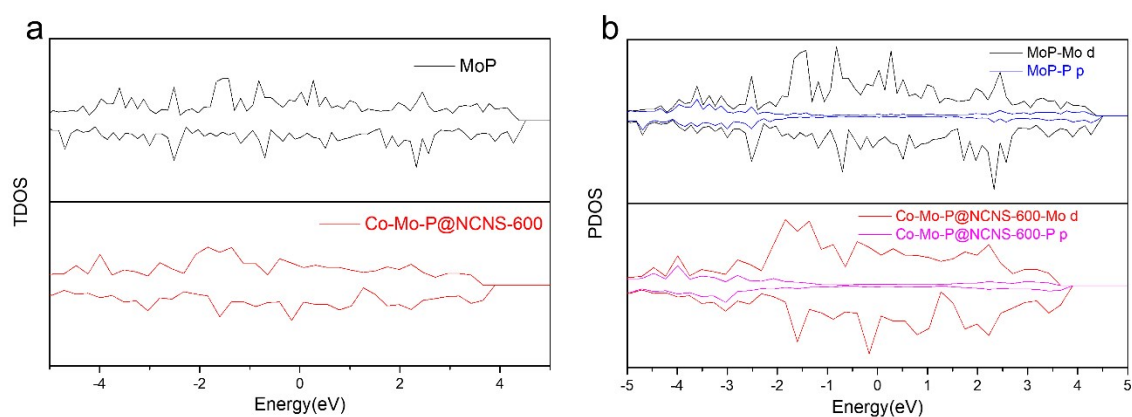 a
MoP
TDOS
Co-Mo-P@NCNS-600
-4 -2 0 2 4
Energy(eV)
b
MoP-Mo d
MoP-P p
PDOS
Co-Mo-P@NCNS-600-Mo d
Co-Mo-P@NCNS-600-P p
-5 -4 -3 -2 -1 0 1 2 3 4 5
Energy(eV)